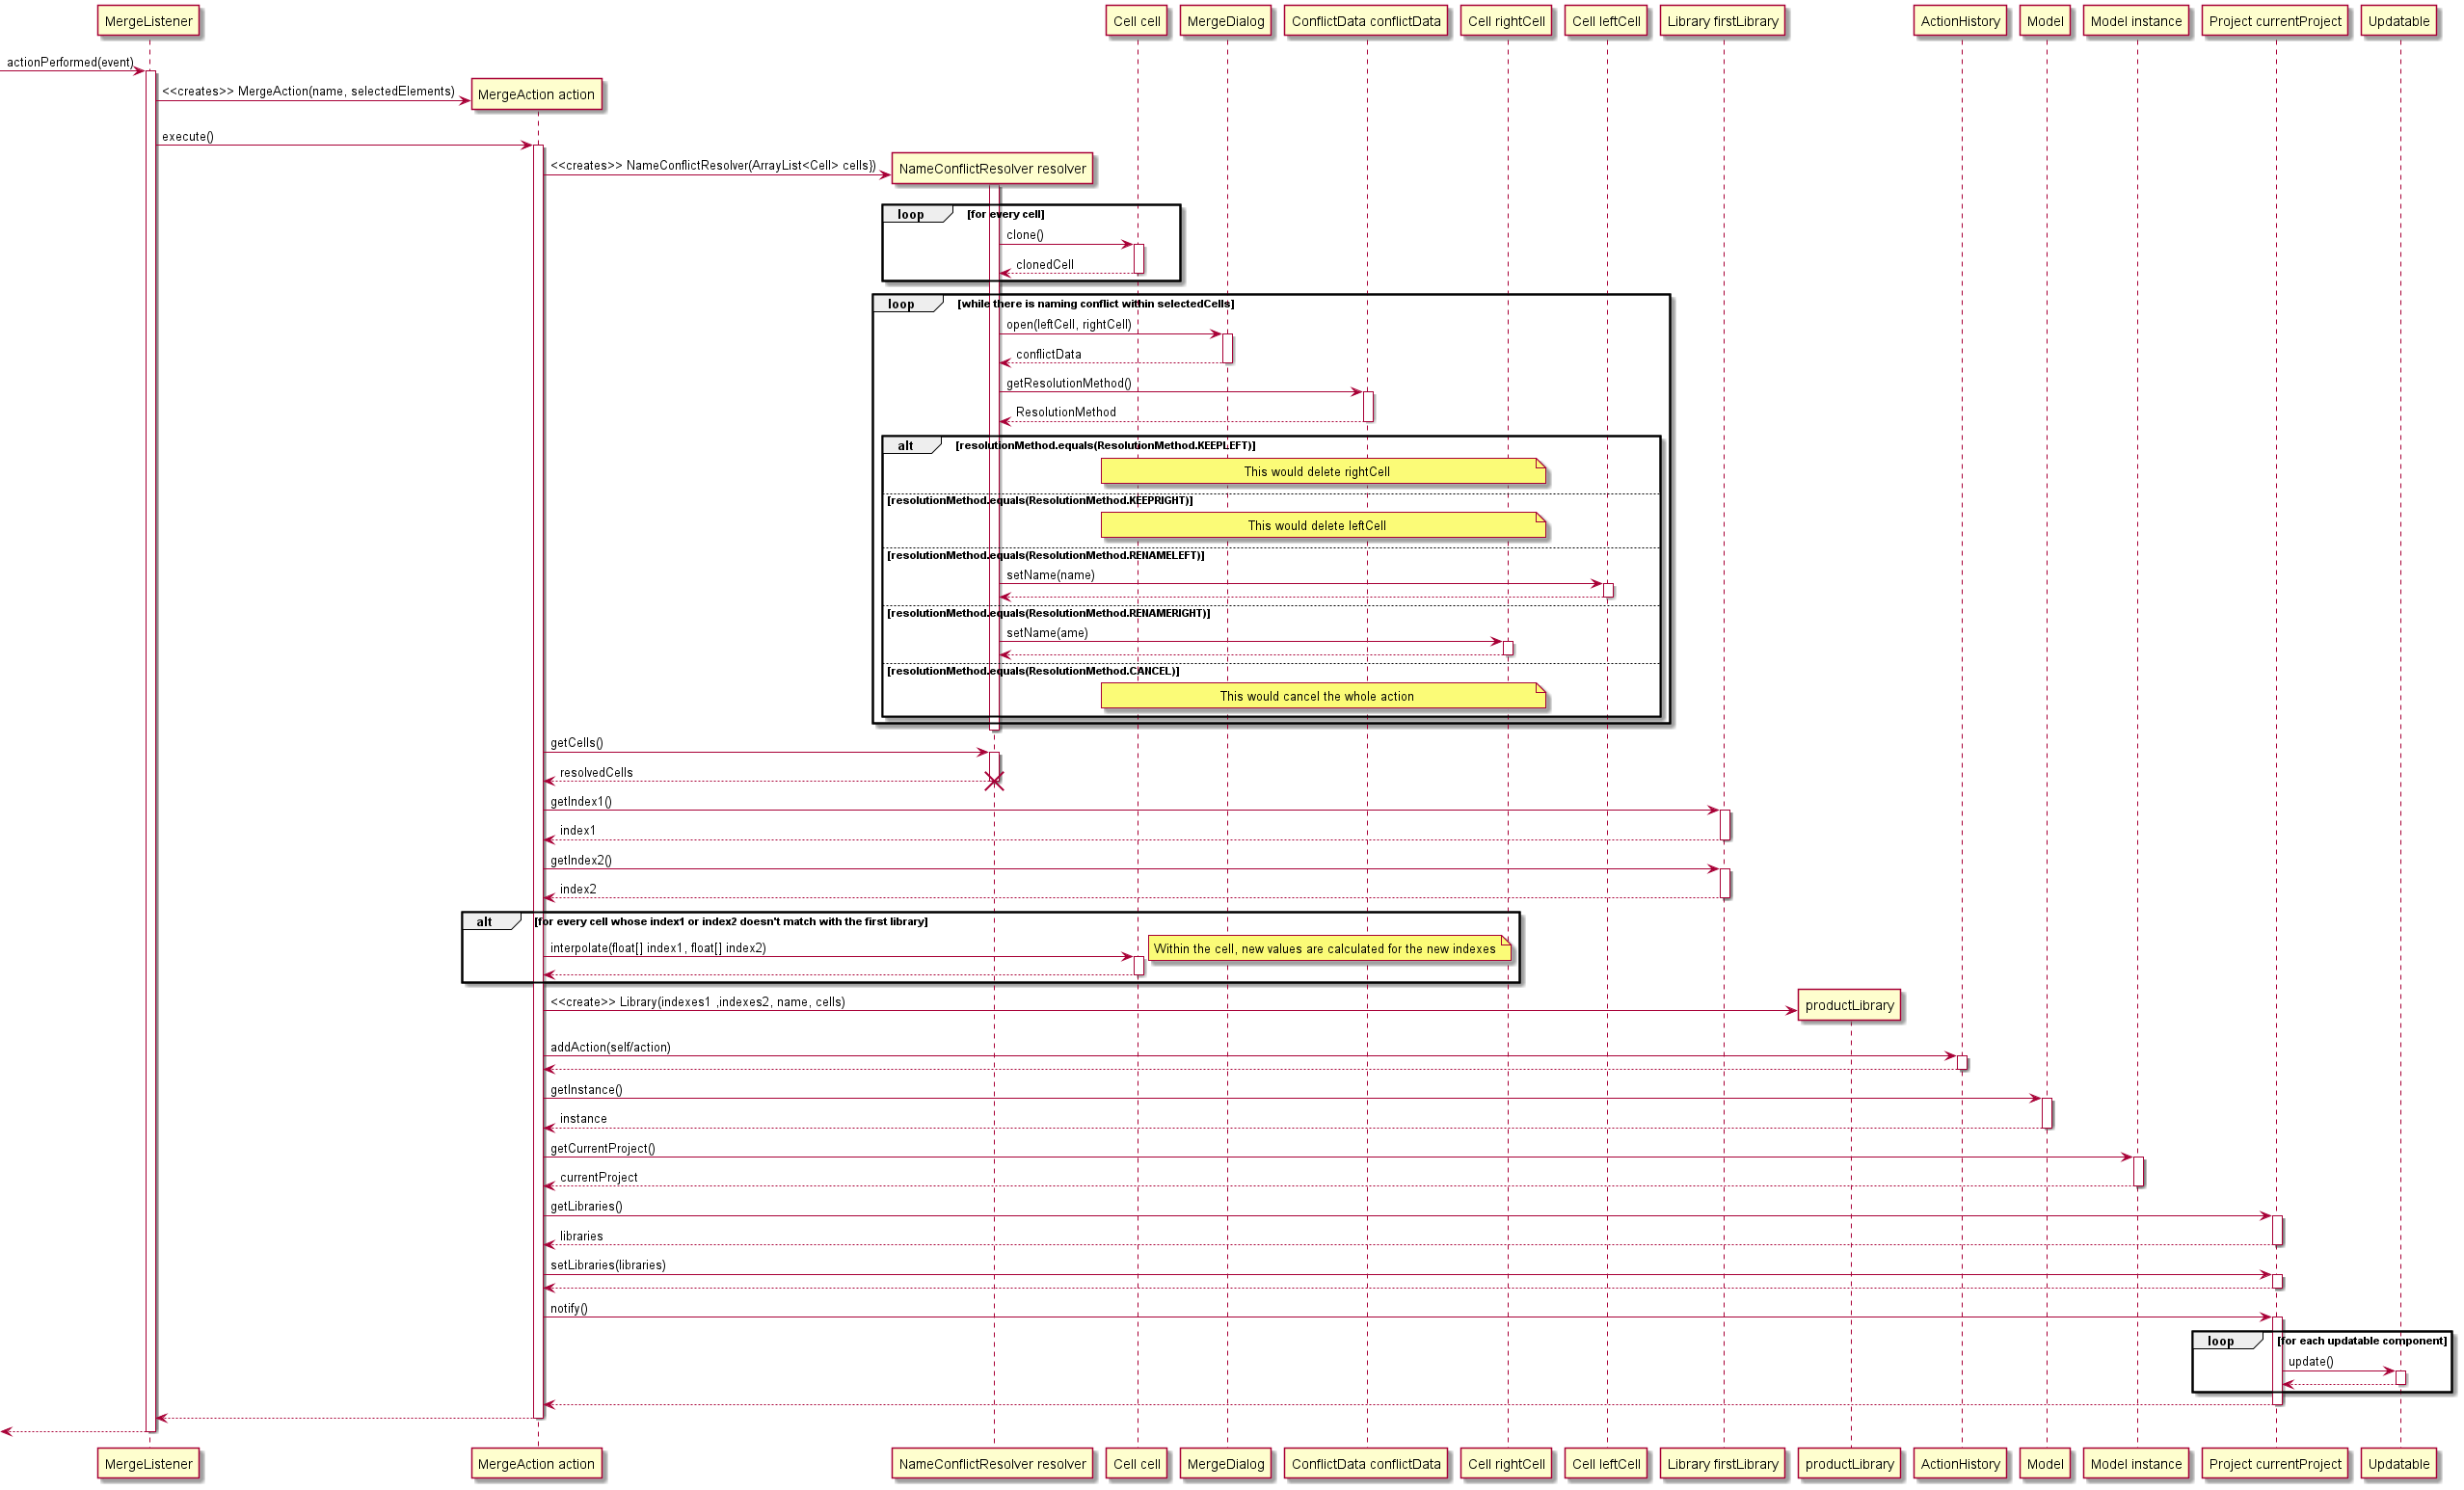 MergeListener
Cell cell
MergeDialog
ConflictData conflictData
Cell rightCell
Cell leftCell
Library firstLibrary
ActionHistory
Model
Model instance
Project currentProject
Updatable
actionPerformed(event)
<<creates>> MergeAction(name, selectedElements)
MergeAction action
execute()
<<creates>> NameConflictResolver(ArrayList<Cell> cells})
NameConflictResolver resolver
loop
[for every cell]
clone()
clonedCell
loop
[while there is naming conflict within selectedCells]
open(leftCell, rightCell)
conflictData
getResolutionMethod()
ResolutionMethod
alt
[resolutionMethod.equals(ResolutionMethod.KEEPLEFT)]
This would delete rightCell
[resolutionMethod.equals(ResolutionMethod.KEEPRIGHT)]
This would delete leftCell
[resolutionMethod.equals(ResolutionMethod.RENAMELEFT)]
setName(name)
[resolutionMethod.equals(ResolutionMethod.RENAMERIGHT)]
setName(ame)
[resolutionMethod.equals(ResolutionMethod.CANCEL)]
This would cancel the whole action
getCells()
resolvedCells
getIndex1()
index1
getIndex2()
index2
alt
[for every cell whose index1 or index2 doesn't match with the first library]
interpolate(float[] index1, float[] index2)
Within the cell, new values are calculated for the new indexes
<<create>> Library(indexes1 ,indexes2, name, cells)
productLibrary
addAction(self/action)
getInstance()
instance
getCurrentProject()
currentProject
getLibraries()
libraries
setLibraries(libraries)
notify()
loop
[for each updatable component]
update()
MergeListener
MergeAction action
NameConflictResolver resolver
Cell cell
MergeDialog
ConflictData conflictData
Cell rightCell
Cell leftCell
Library firstLibrary
productLibrary
ActionHistory
Model
Model instance
Project currentProject
Updatable